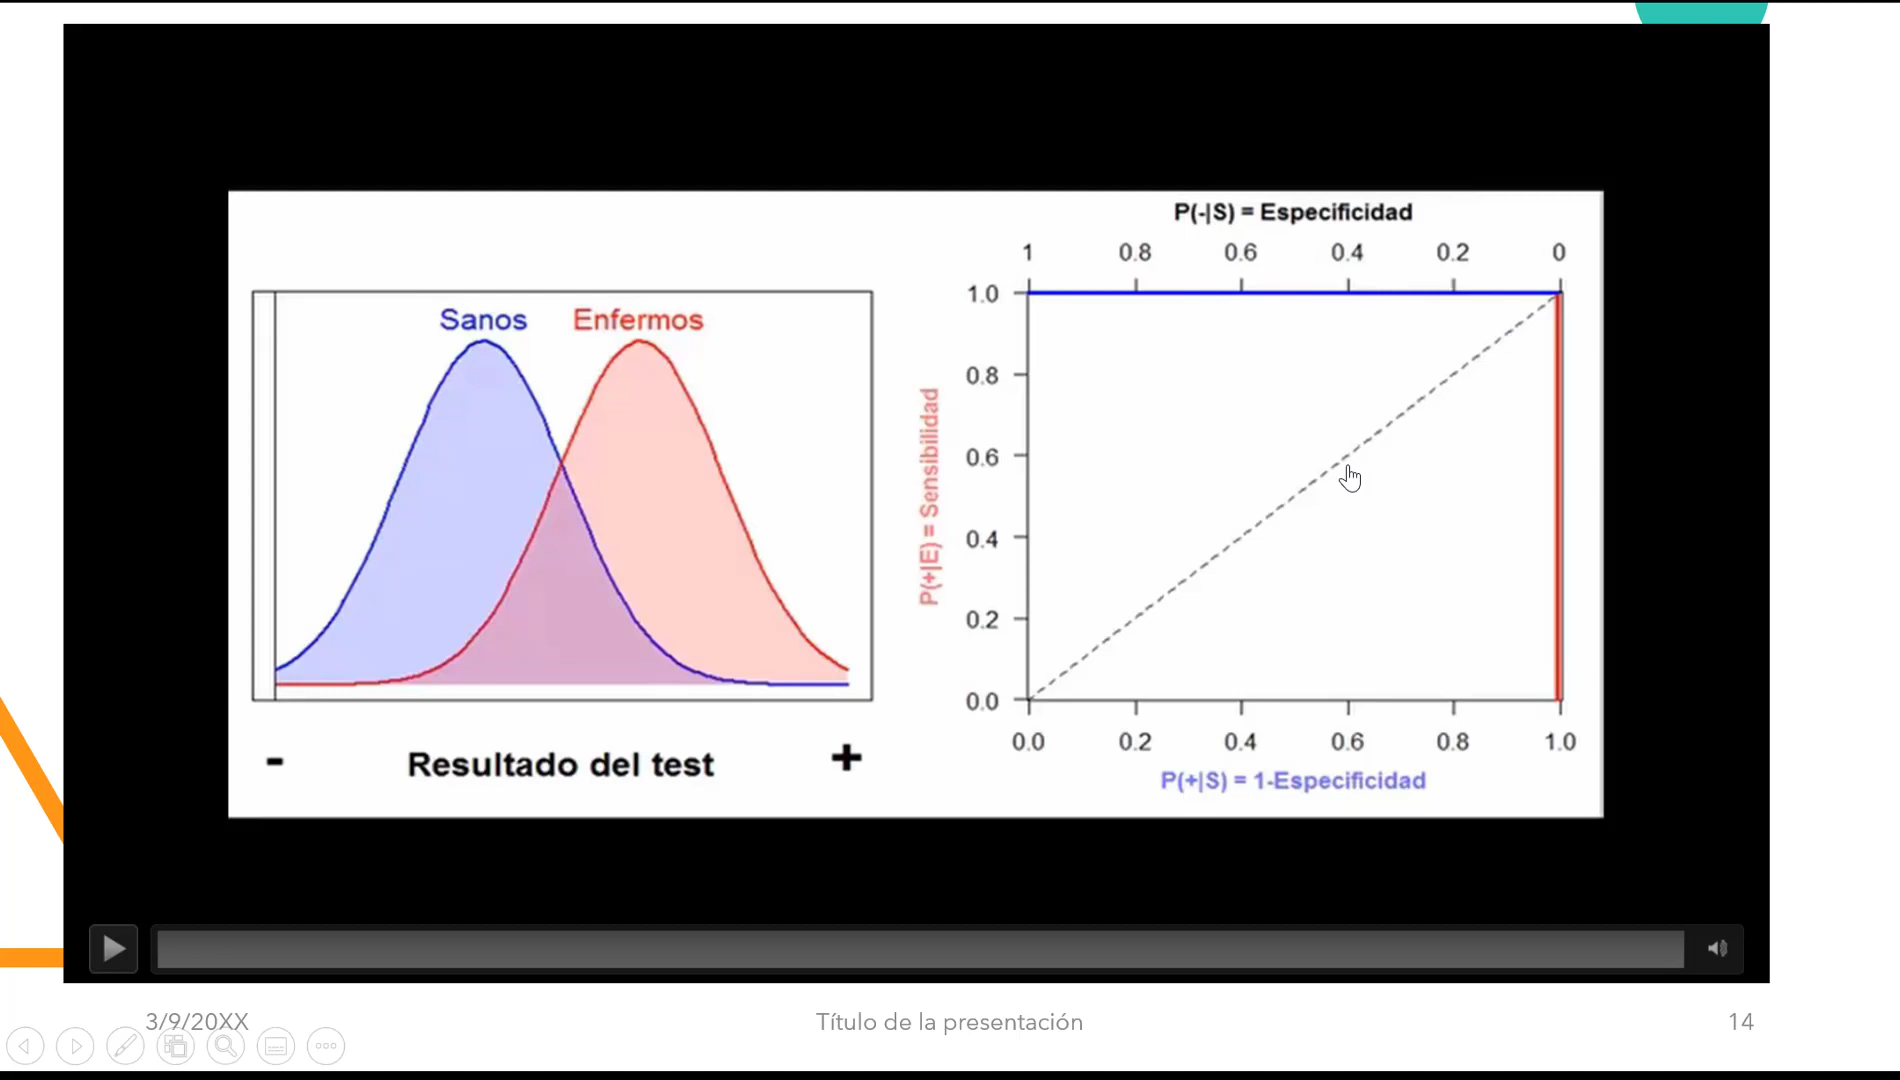 Sanos Enfermos
- Resultado del test +
P(-|S) = Especificidad
1 0.8 0.6 0.4 0.2 0
P(+|E) = Sensibilidad
1.0
0.8
0.6
0.4
0.2
0.0
0.0 0.2 0.4 0.6 0.8 1.0
P(+|S) = 1-Especificidad
3/9/20XX Título de la presentación 14